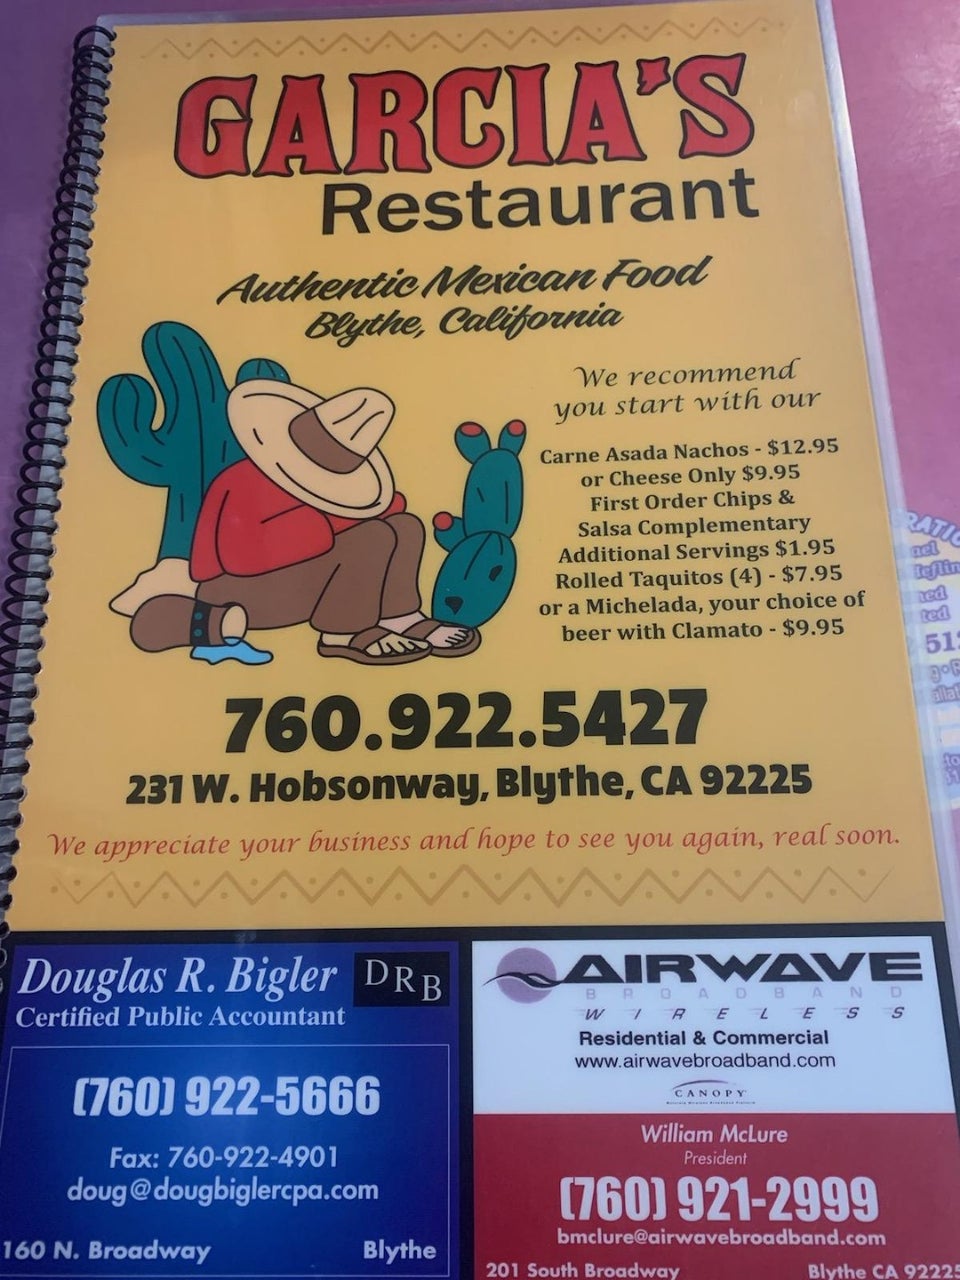 GARCIA'S
Restaurant
Authentic Mexican Food
Blythe, California
We recommend
you start with our
Carne Asada Nachos - $12.95
or Cheese Only $9.95
First Order Chips &
Salsa Complementary
Additional Servings $1.95
Rolled Taquitos (4) - $7.95
or a Michelada, your choice of
beer with Clamato - $9.95
760.922.5427
231 W. Hobsonway, Blythe, CA 92225
We appreciate your business and hope to see you again, real soon.
Douglas R. Bigler DRB
Certified Public Accountant
(760) 922-5666
Fax: 760-922-4901
doug@dougbiglercpa.com
160 N. Broadway Blythe
AIRWAVE
BROADBAND
WIRELESS
Residential & Commercial
www.airwavebroadband.com
CANOPY
William McLure
President
(760) 921-2999
bmclure@airwavebroadband.com
201 South Broadway Blythe CA 92225